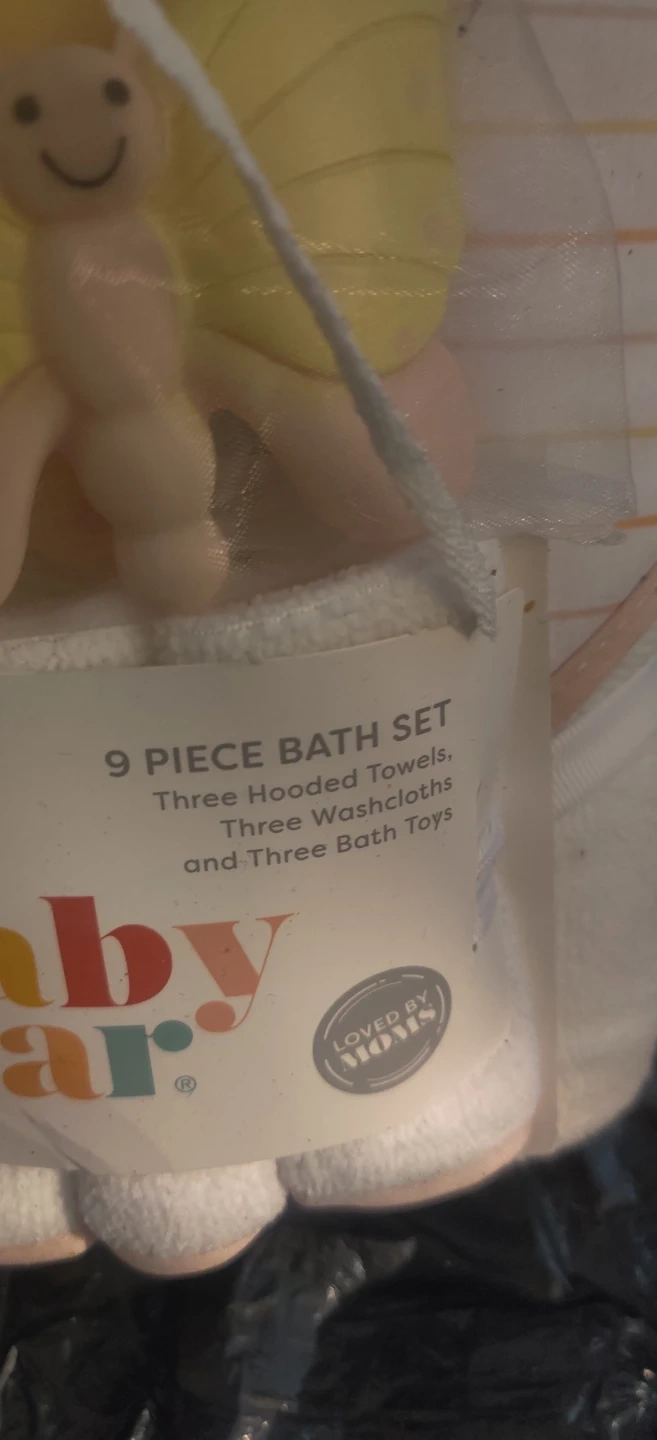 9 PIECE BATH SET
Three Hooded Towels,
Three Washcloths
and Three Bath Toys
aby
ar®
LOVED BY
MOMS